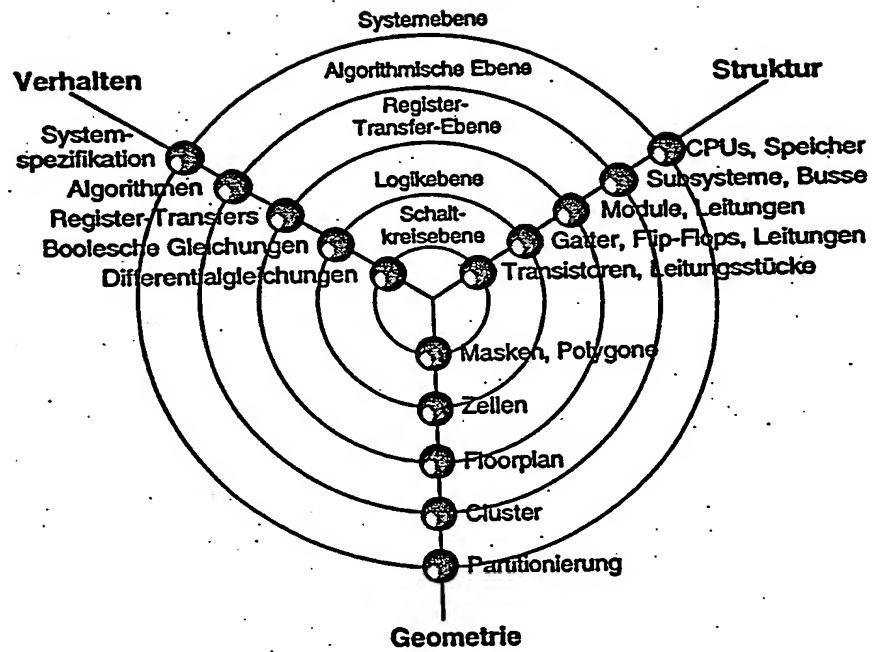 Systemebene
Verhalten
Algorithmische Ebene
Struktur
Register-
Transfer-Ebene
System-
spezifikation
CPUs, Speicher
Algorithmen
Logikebene
Subsysteme, Busse
Register-Transfers
Schalt-
kreisebene
Module, Leitungen
Boolesche Gleichungen
Gatter, Flip-Flops, Leitungen
Differentialgleichungen
Transistoren, Leitungsstücke
Masken, Polygone
Zellen
Floorplan
Cluster
Partitionierung
Geometrie